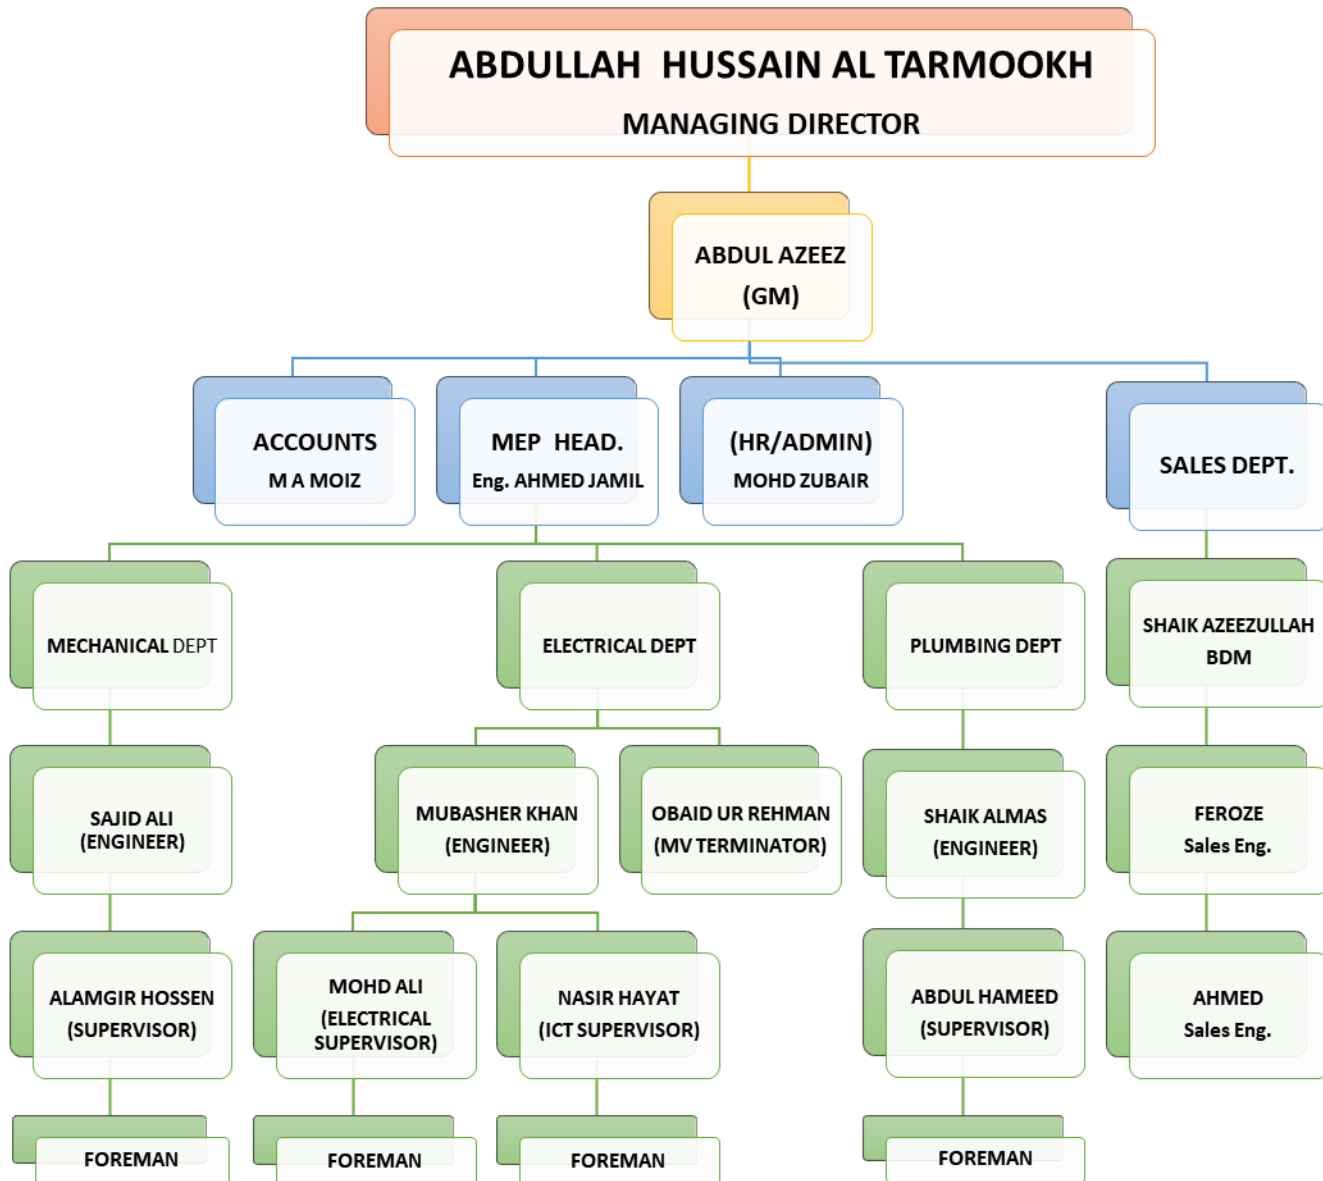 ABDULLAH HUSSAIN AL TARMOOKH
MANAGING DIRECTOR
ABDUL AZEEZ
(GM)
ACCOUNTS
M A MOIZ
MEP HEAD.
Eng. AHMED JAMIL
(HR/ADMIN)
MOHD ZUBAIR
SALES DEPT.
MECHANICAL DEPT
ELECTRICAL DEPT
PLUMBING DEPT
SHAIK AZEEZULLAH
BDM
SAJID ALI
(ENGINEER)
MUBASHER KHAN
(ENGINEER)
OBAID UR REHMAN
(MV TERMINATOR)
SHAIK ALMAS
(ENGINEER)
FEROZE
Sales Eng.
ALAMGIR HOSSEN
(SUPERVISOR)
MOHD ALI
(ELECTRICAL
SUPERVISOR)
NASIR HAYAT
(ICT SUPERVISOR)
ABDUL HAMEED
(SUPERVISOR)
AHMED
Sales Eng.
FOREMAN
FOREMAN
FOREMAN
FOREMAN